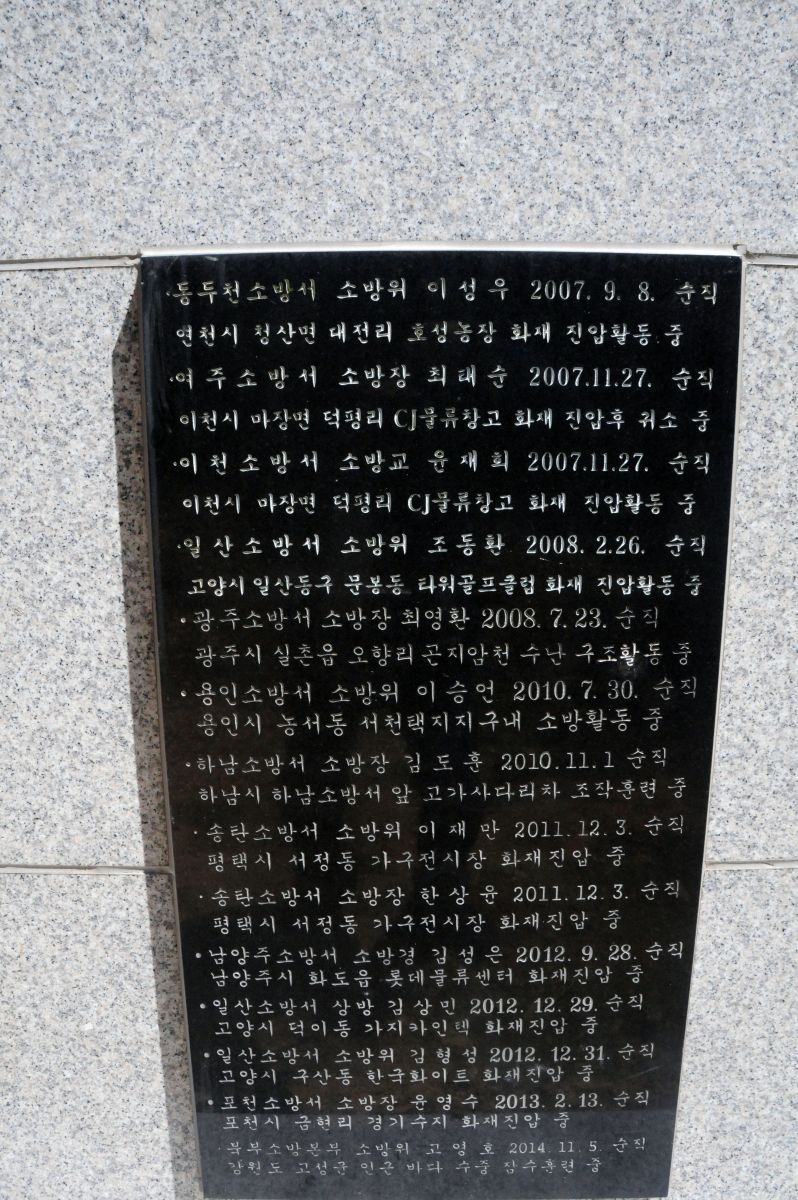 ·동두천소방서 소방위 이성우 2007. 9. 8. 순직
연천시 청산면 대전리 호성농장 화재 진압활동 중
·여주소방서 소방장 최태순 2007.11.27. 순직
이천시 마장면 덕평리 CJ물류창고 화재 진압후 귀소 중
·이천소방서 소방교 윤재희 2007.11.27. 순직
이천시 마장면 덕평리 CJ물류창고 화재 진압활동 중
·일산소방서 소방위 조동환 2008. 2.26. 순직
고양시 일산동구 문봉동 타워골프클럽 화재 진압활동 중
·광주소방서 소방장 최영환 2008. 7. 23. 순직
광주시 실촌읍 오향리 곤지암천 수난 구조활동 중
·용인소방서 소방위 이승언 2010. 7. 30. 순직
용인시 농서동 서천택지지구내 소방활동 중
·하남소방서 소방장 김도훈 2010.11.1 순직
하남시 하남소방서 앞 고가사다리차 조작훈련 중
·송탄소방서 소방위 이재만 2011. 12. 3. 순직
평택시 서정동 가구전시장 화재진압 중
·송탄소방서 소방장 한상윤 2011. 12. 3. 순직
평택시 서정동 가구전시장 화재진압 중
·남양주소방서 소방경 김성은 2012. 9. 28. 순직
남양주시 화도읍 롯데물류센터 화재진압 중
·일산소방서 상방 김상민 2012. 12. 29. 순직
고양시 덕이동 가지카인텍 화재진압 중
·일산소방서 소방위 김형성 2012. 12. 31. 순직
고양시 구산동 한국화이트 화재진압 중
·포천소방서 소방장 윤영수 2013. 2. 13. 순직
포천시 금현리 경기수지 화재진압 중
북부소방본부 소방위 고영호 2014. 11. 5. 순직
강원도 고성군 인근 바다 수중 잠수훈련 중